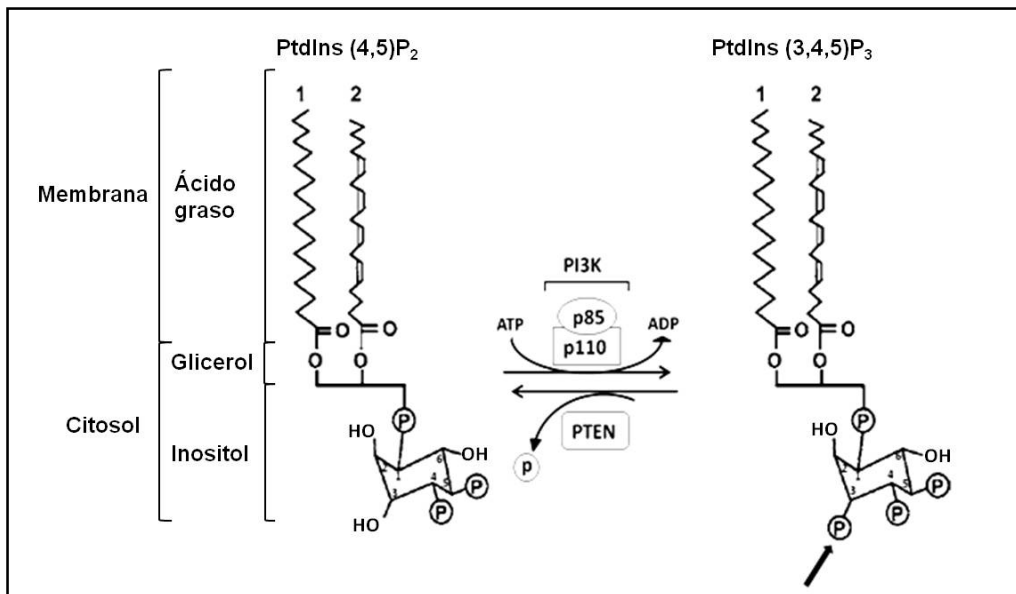 PtdIns (4,5)P₂
PtdIns (3,4,5)P₃
1 2
1 2
Membrana
Ácido
graso
PI3K
ATP
p85
ADP
p110
O
O
O
O
Glicerol
O
O
O
O
Citosol
Inositol
P
PTEN
P
p
HO
OH
HO
OH
6
2
1
4
5
3
P
P
HO
6
2
1
4
5
3
P
P
P